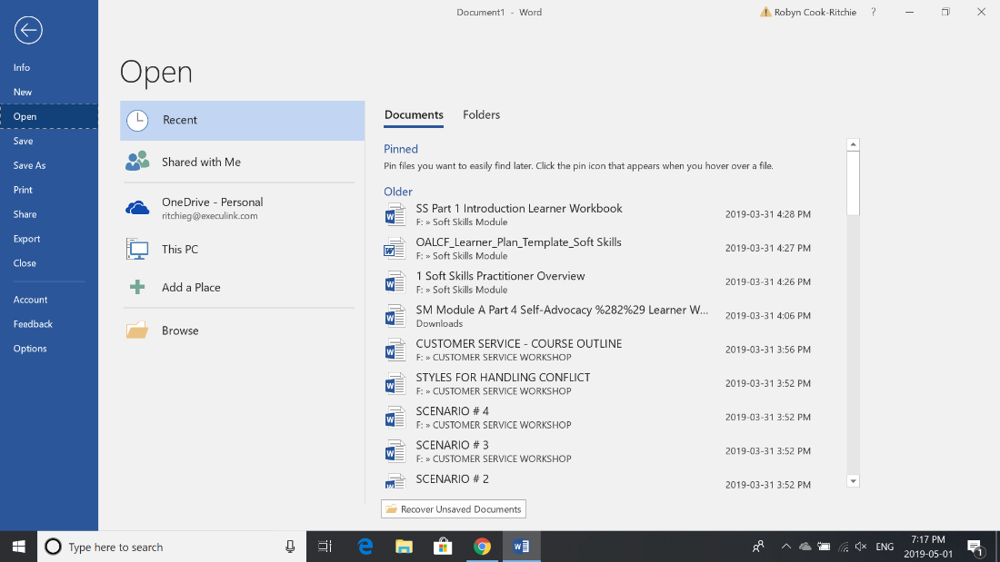 Document1 - Word
Robyn Cook-Ritchie ?
Info
New
Open
Save
Save As
Print
Share
Export
Close
Account
Feedback
Options
Open
Recent
Shared with Me
OneDrive - Personal
ritchieg@execulink.com
This PC
Add a Place
Browse
Documents Folders
Pinned
Pin files you want to easily find later. Click the pin icon that appears when you hover over a file.
Older
SS Part 1 Introduction Learner Workbook
F: » Soft Skills Module
2019-03-31 4:28 PM
OALCF_Learner_Plan_Template_Soft Skills
F: » Soft Skills Module
2019-03-31 4:27 PM
1 Soft Skills Practitioner Overview
F: » Soft Skills Module
2019-03-31 4:26 PM
SM Module A Part 4 Self-Advocacy %282%29 Learner W...
Downloads
2019-03-31 4:06 PM
CUSTOMER SERVICE - COURSE OUTLINE
F: » CUSTOMER SERVICE WORKSHOP
2019-03-31 3:56 PM
STYLES FOR HANDLING CONFLICT
F: » CUSTOMER SERVICE WORKSHOP
2019-03-31 3:52 PM
SCENARIO # 4
F: » CUSTOMER SERVICE WORKSHOP
2019-03-31 3:52 PM
SCENARIO # 3
F: » CUSTOMER SERVICE WORKSHOP
2019-03-31 3:52 PM
SCENARIO # 2
2019-03-31 3:52 PM
Recover Unsaved Documents
Type here to search
ENG
7:17 PM
2019-05-01
1